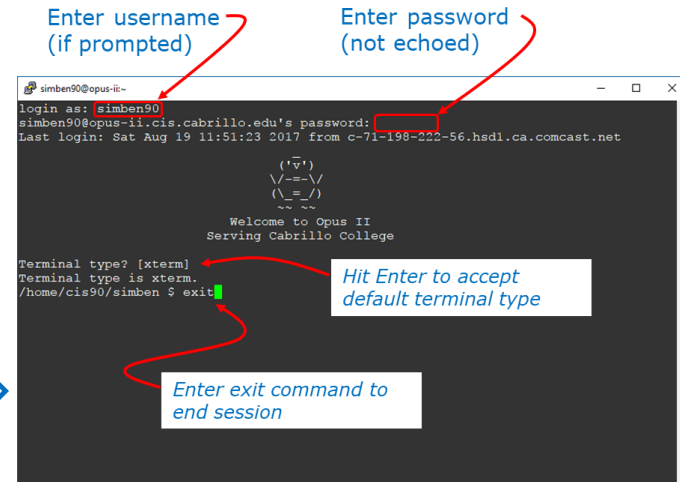 Enter username
(if prompted)
Enter password
(not echoed)
simben90@opus-ii:~
login as: simben90
simben90@opus-ii.cis.cabrillo.edu's password:
Last login: Sat Aug 19 11:51:23 2017 from c-71-198-222-56.hsd1.ca.comcast.net
_
('v')
\/-=-\/
(\_=_/)
~~ ~~
Welcome to Opus II
Serving Cabrillo College
Terminal type? [xterm]
Terminal type is xterm.
/home/cis90/simben $ exit
Hit Enter to accept
default terminal type
Enter exit command to
end session